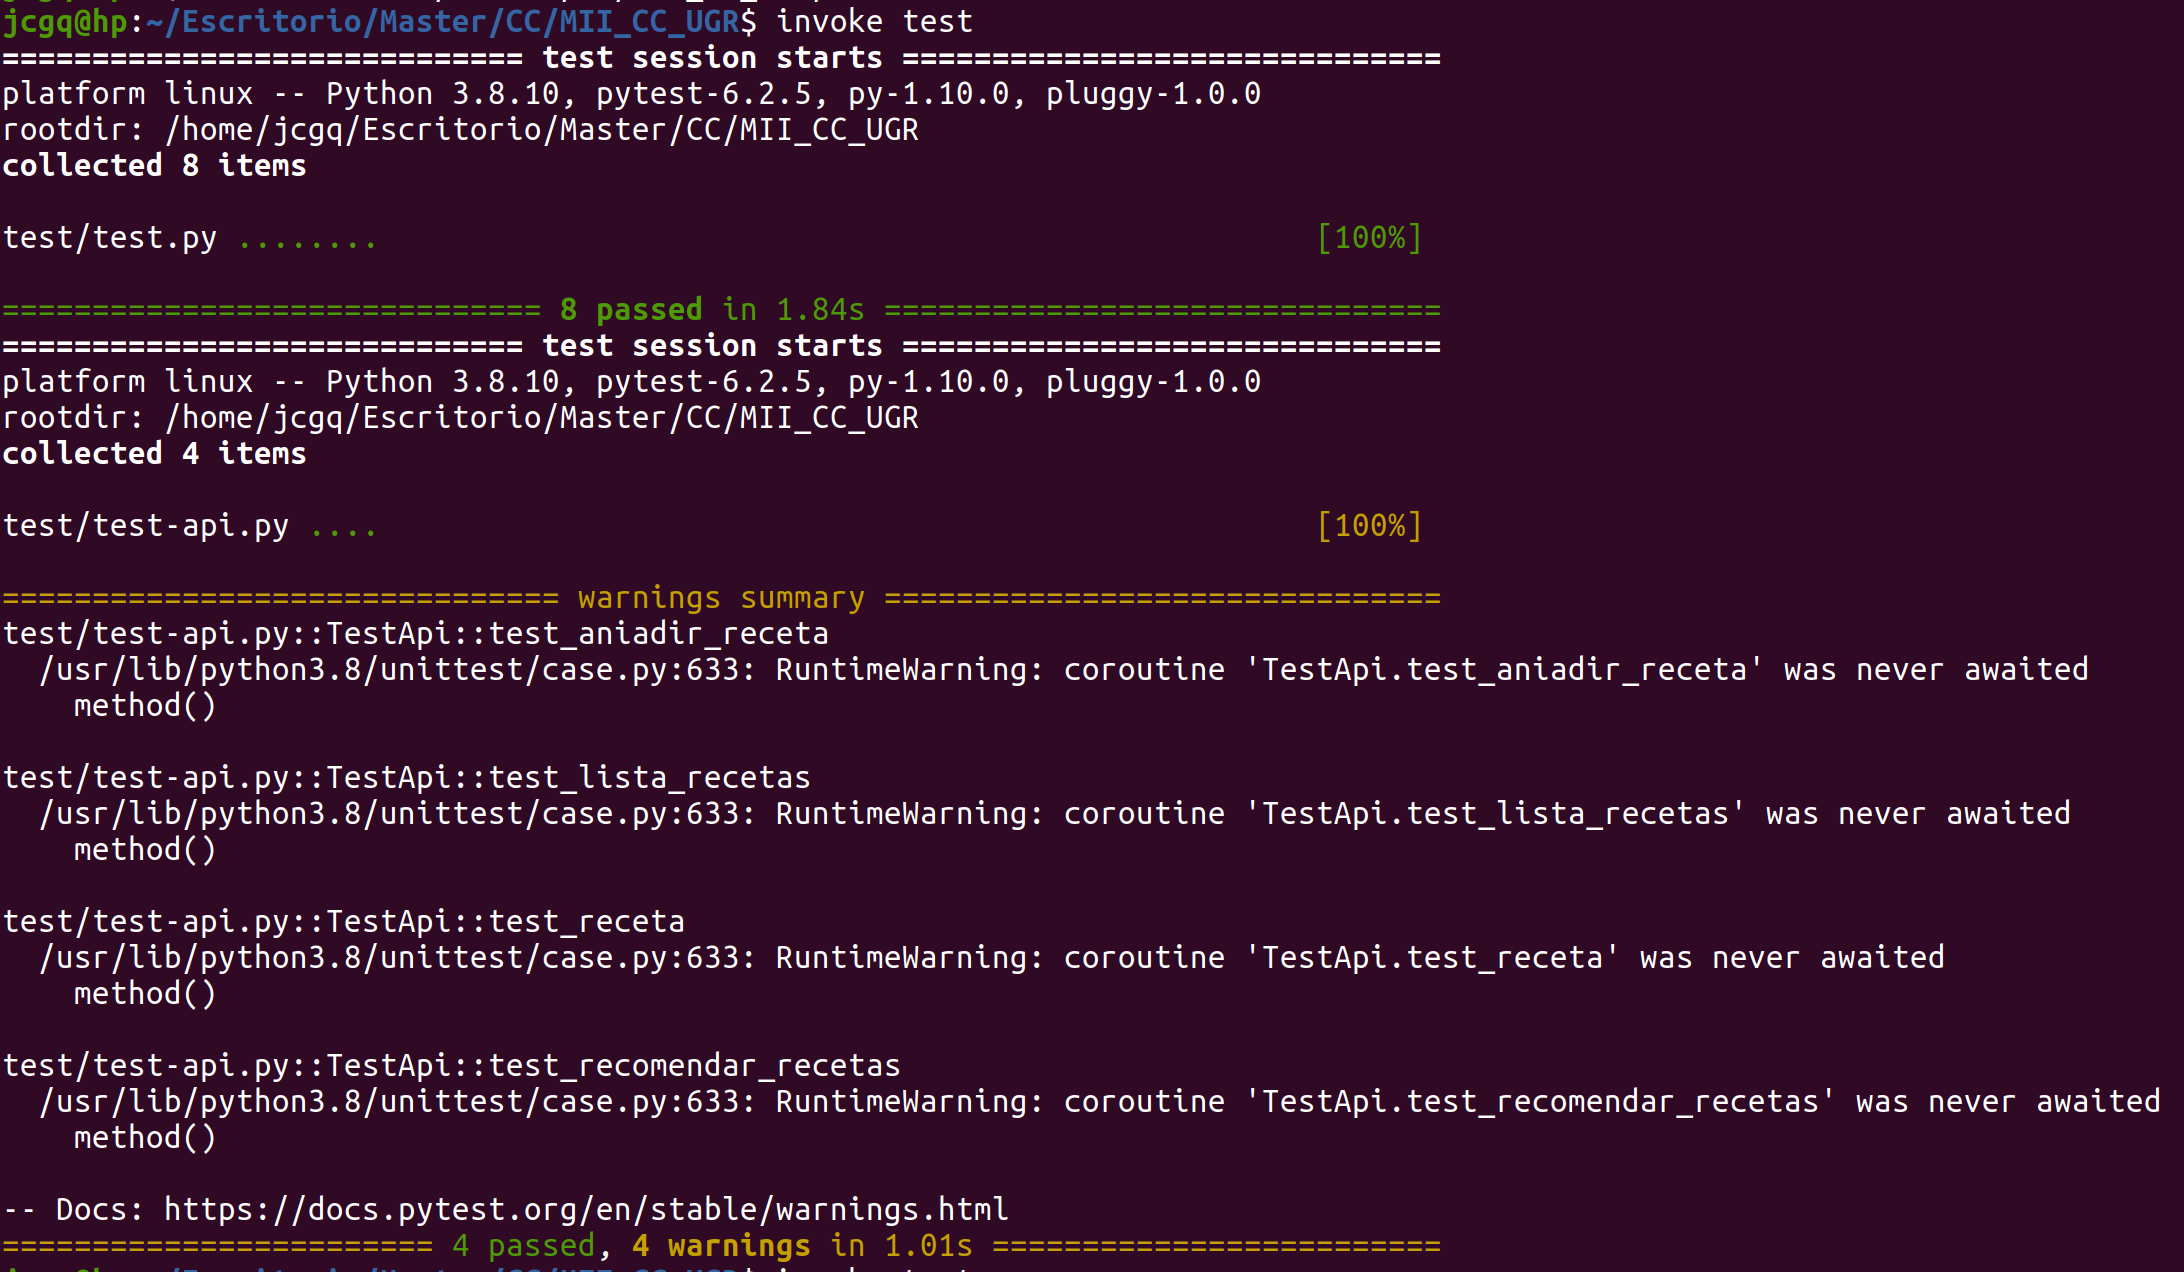 jcgq@hp:~/Escritorio/Master/CC/MII_CC_UGR$ invoke test
============================= test session starts ==============================
platform linux -- Python 3.8.10, pytest-6.2.5, py-1.10.0, pluggy-1.0.0
rootdir: /home/jcgq/Escritorio/Master/CC/MII_CC_UGR
collected 8 items
test/test.py ........ [100%]
============================== 8 passed in 1.84s ===============================
============================= test session starts ==============================
platform linux -- Python 3.8.10, pytest-6.2.5, py-1.10.0, pluggy-1.0.0
rootdir: /home/jcgq/Escritorio/Master/CC/MII_CC_UGR
collected 4 items
test/test-api.py .... [100%]
=============================== warnings summary ===============================
test/test-api.py::TestApi::test_aniadir_receta
/usr/lib/python3.8/unittest/case.py:633: RuntimeWarning: coroutine 'TestApi.test_aniadir_receta' was never awaited
method()
test/test-api.py::TestApi::test_lista_recetas
/usr/lib/python3.8/unittest/case.py:633: RuntimeWarning: coroutine 'TestApi.test_lista_recetas' was never awaited
method()
test/test-api.py::TestApi::test_receta
/usr/lib/python3.8/unittest/case.py:633: RuntimeWarning: coroutine 'TestApi.test_receta' was never awaited
method()
test/test-api.py::TestApi::test_recomendar_recetas
/usr/lib/python3.8/unittest/case.py:633: RuntimeWarning: coroutine 'TestApi.test_recomendar_recetas' was never awaited
method()
-- Docs: https://docs.pytest.org/en/stable/warnings.html
======================== 4 passed, 4 warnings in 1.01s =========================